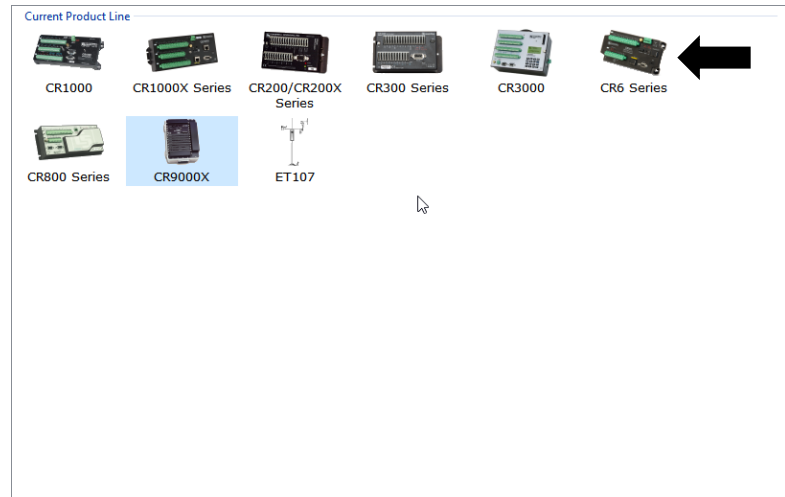 Current Product Line
CR1000
CR1000X Series
CR200/CR200X
Series
CR300 Series
CR3000
CR6 Series
CR800 Series
CR9000X
ET107